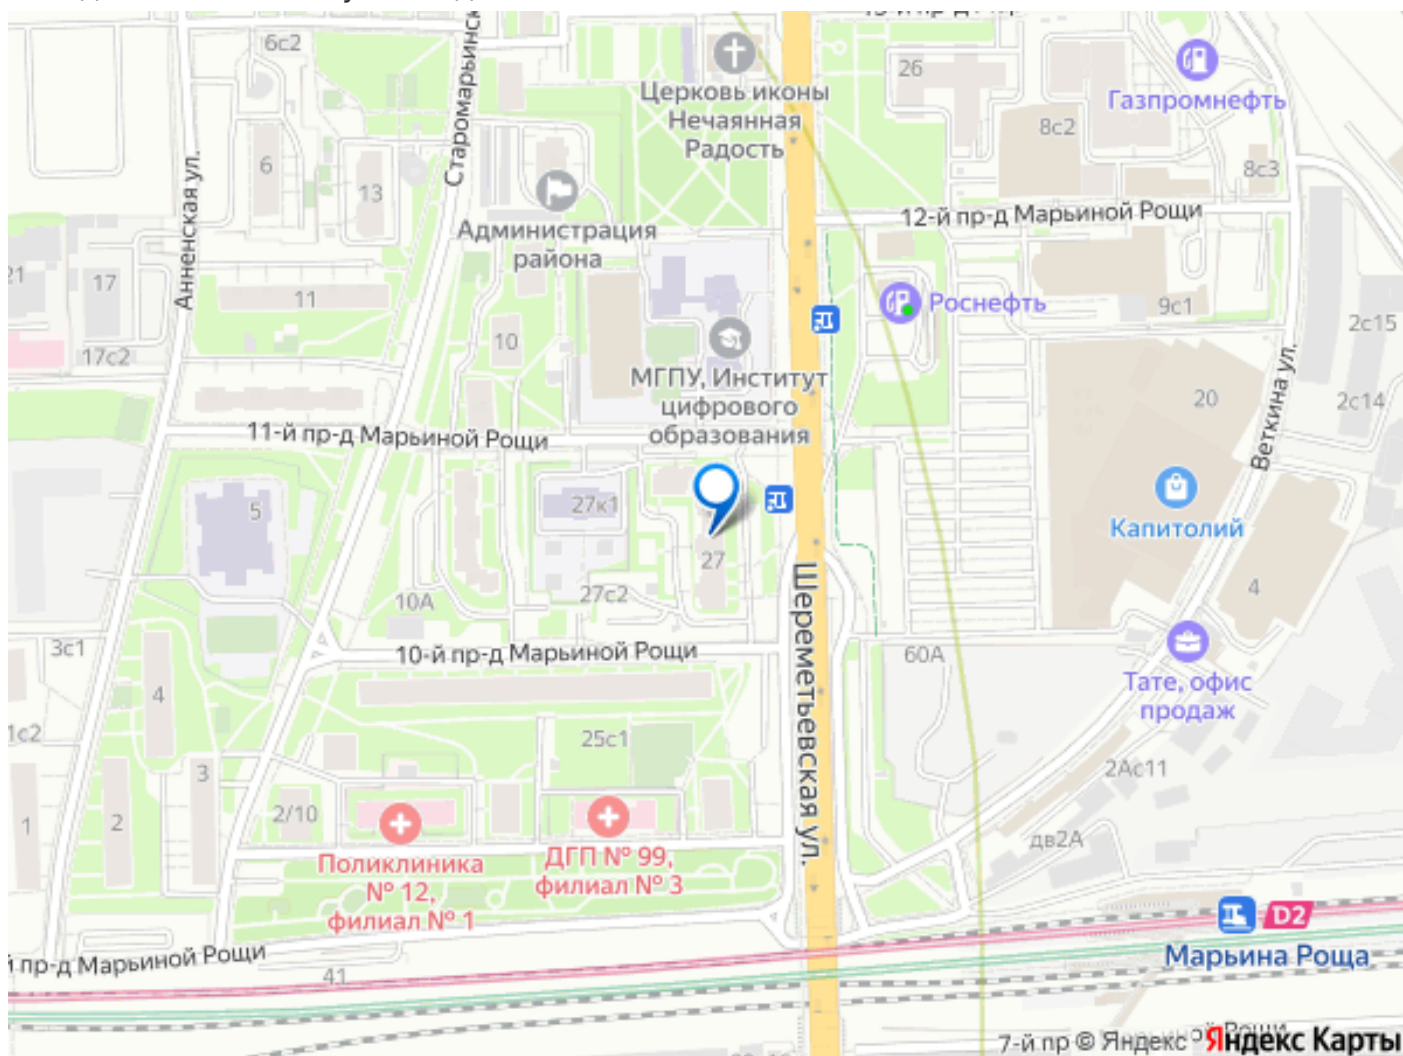 6с2
Старомарьинск
26
Церковь иконы
Нечаянная
Радость
Газпромнефть
8с2
8с3
6
13
Анненская ул.
Администрация
района
12-й пр-д Марьиной Рощи
21
17
11
Роснефть
9с1
2с15
17с2
10
МГПУ, Институт
цифрового
образования
20
2с14
Веткина ул.
11-й пр-д Марьиной Рощи
5
27к1
Капитолий
27
4
10А
27с2
Шереметьевская ул.
3с1
10-й пр-д Марьиной Рощи
60А
Тате, офис
продаж
4
1с2
25с1
3
2Ас11
2/10
1
2
дв2А
Поликлиника
№ 12,
филиал № 1
ДГП № 99,
филиал № 3
D2
Марьина Роща
й пр-д Марьиной Рощи
41
7-й пр
© Яндекс
Яндекс Карты